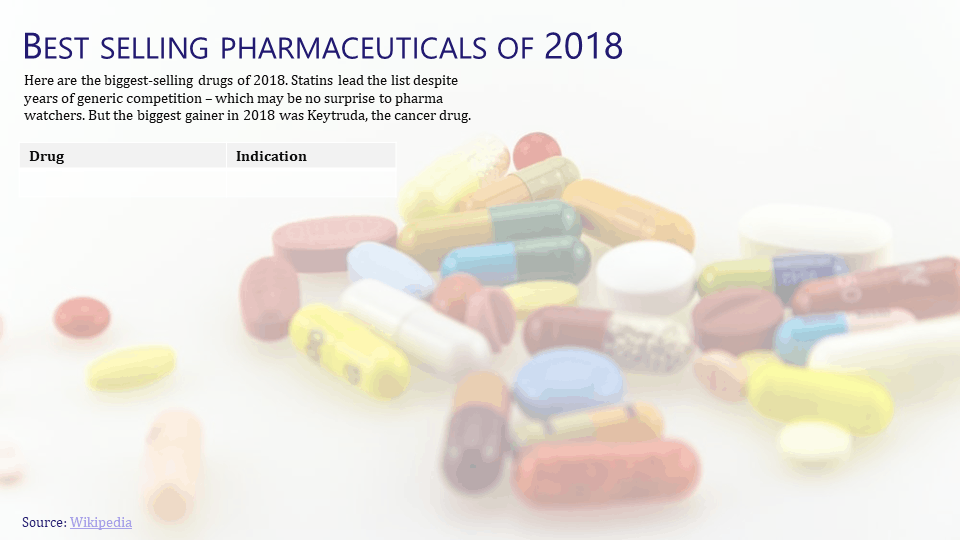 Best selling pharmaceuticals of 2018
Here are the biggest-selling drugs of 2018. Statins lead the list despite
years of generic competition – which may be no surprise to pharma
watchers. But the biggest gainer in 2018 was Keytruda, the cancer drug.
Drug Indication
Source: Wikipedia